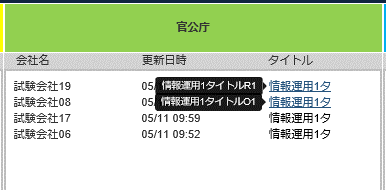 官公庁
会社名 更新日時 タイトル
試験会社19 05/ 情報運用1タイトルR1 情報運用1タ
試験会社08 05/ 情報運用1タイトルO1 情報運用1タ
試験会社17 05/11 09:59 情報運用1タ
試験会社06 05/11 09:52 情報運用1タ